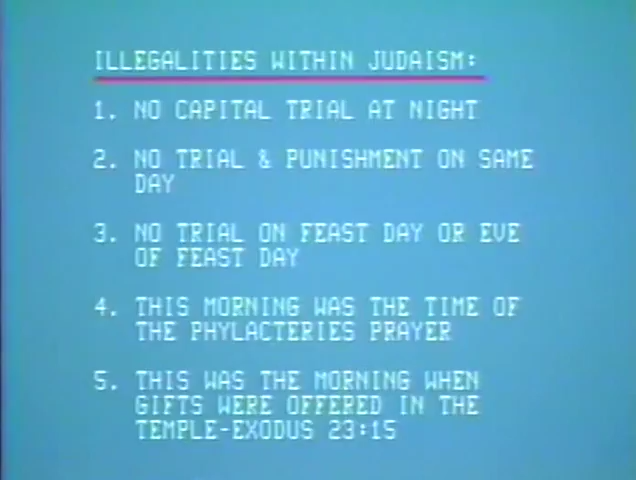 ILLEGALITIES WITHIN JUDAISM:
1. NO CAPITAL TRIAL AT NIGHT
2. NO TRIAL & PUNISHMENT ON SAME
DAY
3. NO TRIAL ON FEAST DAY OR EVE
OF FEAST DAY
4. THIS MORNING WAS THE TIME OF
THE PHYLACTERIES PRAYER
5. THIS WAS THE MORNING WHEN
GIFTS WERE OFFERED IN THE
TEMPLE-EXODUS 23:15